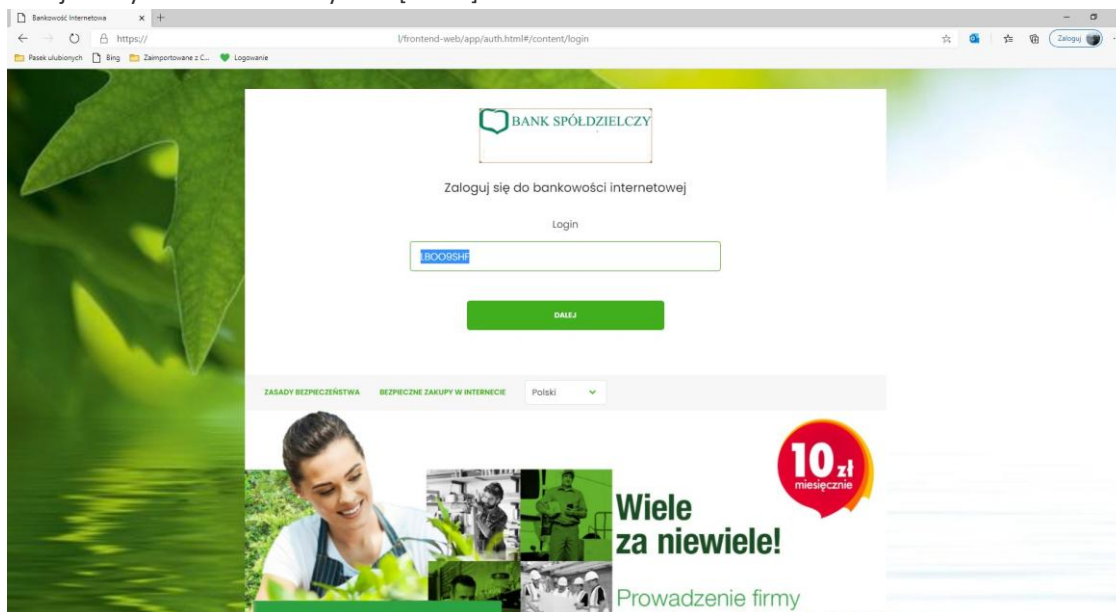 Bankowość Internetowa
https://
l/frontend-web/app/auth.html#/content/login
Zaloguj
Pasek ulubionych Bing Zaimportowane z C... Logowanie
BANK SPÓŁDZIELCZY
Zaloguj się do bankowości internetowej
Login
LBOO9SHF
DALEJ
ZASADY BEZPIECZEŃSTWA BEZPIECZNE ZAKUPY W INTERNECIE Polski
10 zł
miesięcznie
Wiele
za niewiele!
Prowadzenie firmy